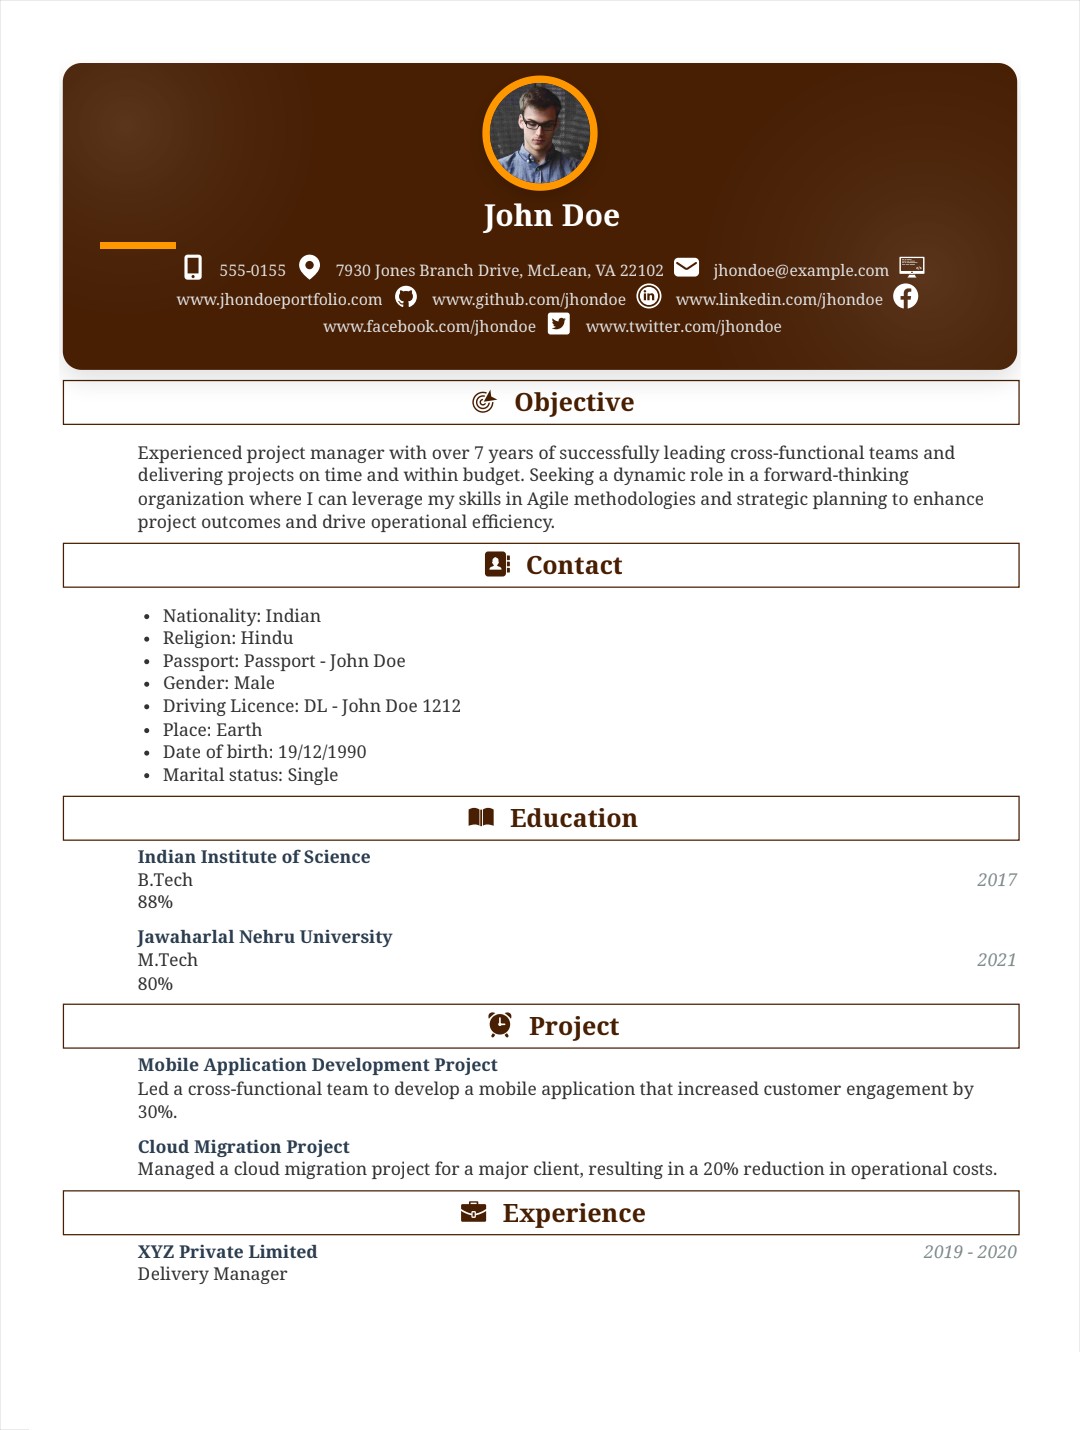 John Doe
555-0155 7930 Jones Branch Drive, McLean, VA 22102 jhondoe@example.com
www.jhondoeportfolio.com www.github.com/jhondoe www.linkedin.com/jhondoe
www.facebook.com/jhondoe www.twitter.com/jhondoe
Objective
Experienced project manager with over 7 years of successfully leading cross-functional teams and
delivering projects on time and within budget. Seeking a dynamic role in a forward-thinking
organization where I can leverage my skills in Agile methodologies and strategic planning to enhance
project outcomes and drive operational efficiency.
Contact
• Nationality: Indian
• Religion: Hindu
• Passport: Passport - John Doe
• Gender: Male
• Driving Licence: DL - John Doe 1212
• Place: Earth
• Date of birth: 19/12/1990
• Marital status: Single
Education
Indian Institute of Science
B.Tech 2017
88%
Jawaharlal Nehru University
M.Tech 2021
80%
Project
Mobile Application Development Project
Led a cross-functional team to develop a mobile application that increased customer engagement by
30%.
Cloud Migration Project
Managed a cloud migration project for a major client, resulting in a 20% reduction in operational costs.
Experience
XYZ Private Limited 2019 - 2020
Delivery Manager